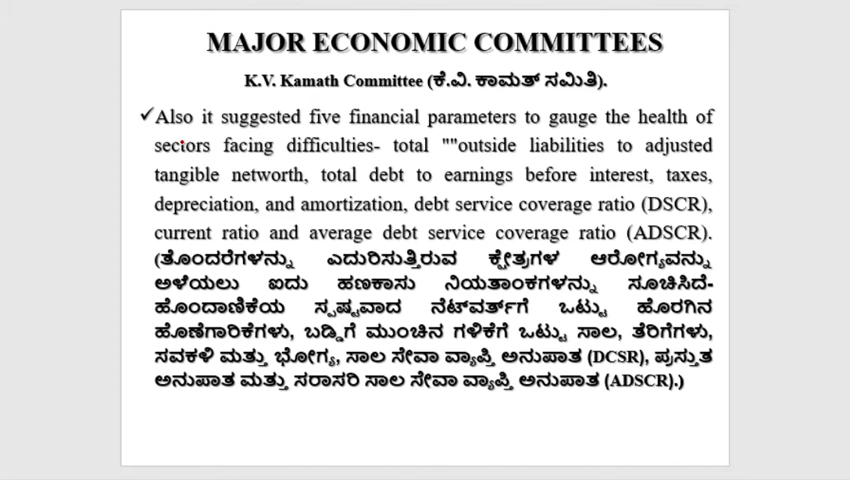 MAJOR ECONOMIC COMMITTEES
K.V. Kamath Committee (ಕೆ.ವಿ. ಕಾಮತ್ ಸಮಿತಿ).
✓Also it suggested five financial parameters to gauge the health of
sectors facing difficulties- total ""outside liabilities to adjusted
tangible networth, total debt to earnings before interest, taxes,
depreciation, and amortization, debt service coverage ratio (DSCR),
current ratio and average debt service coverage ratio (ADSCR).
(ತೊಂದರೆಗಳನ್ನು ಎದುರಿಸುತ್ತಿರುವ ಕ್ಷೇತ್ರಗಳ ಆರೋಗ್ಯವನ್ನು
ಅಳೆಯಲು ಐದು ಹಣಕಾಸು ನಿಯತಾಂಕಗಳನ್ನು ಸೂಚಿಸಿದೆ-
ಹೊಂದಾಣಿಕೆಯ ಸ್ಪಷ್ಟವಾದ ನೆಟ್‌ವರ್ತ್‌ಗೆ ಒಟ್ಟು ಹೊರಗಿನ
ಹೊಣೆಗಾರಿಕೆಗಳು, ಬಡ್ಡಿಗೆ ಮುಂಚಿನ ಗಳಿಕೆಗೆ ಒಟ್ಟು ಸಾಲ, ತೆರಿಗೆಗಳು,
ಸವಕಳಿ ಮತ್ತು ಭೋಗ್ಯ, ಸಾಲ ಸೇವಾ ವ್ಯಾಪ್ತಿ ಅನುಪಾತ (DCSR), ಪ್ರಸ್ತುತ
ಅನುಪಾತ ಮತ್ತು ಸರಾಸರಿ ಸಾಲ ಸೇವಾ ವ್ಯಾಪ್ತಿ ಅನುಪಾತ (ADSCR).)